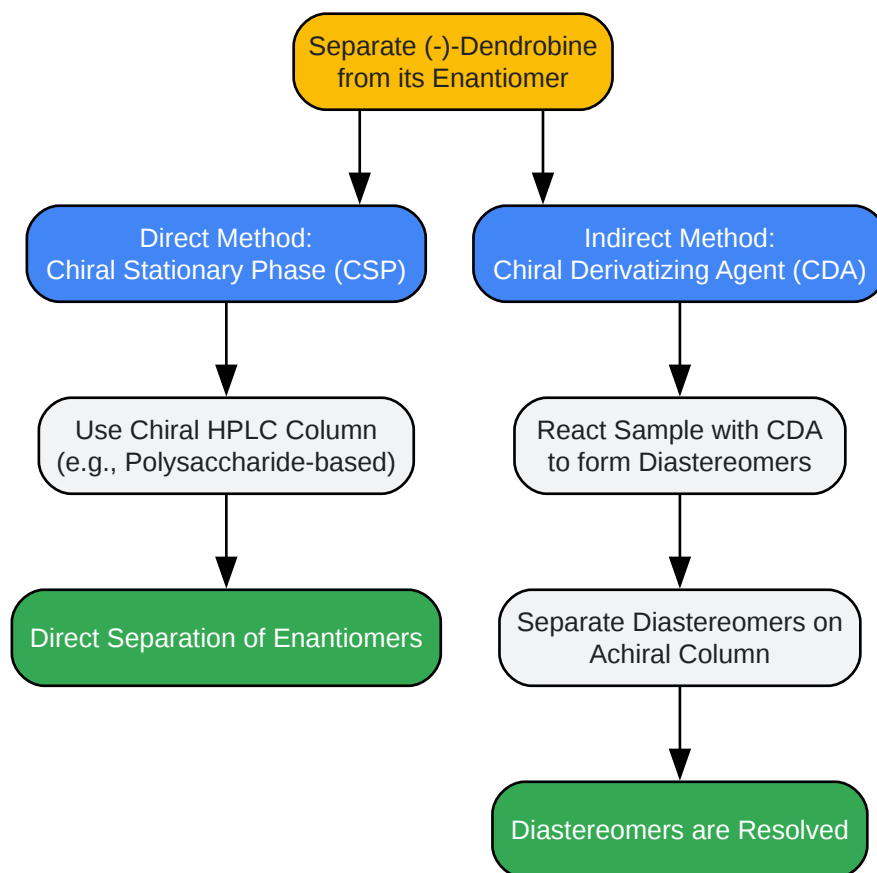 Separate (-)-Dendrobine
from its Enantiomer
Direct Method:
Chiral Stationary Phase (CSP)
Indirect Method:
Chiral Derivatizing Agent (CDA)
Use Chiral HPLC Column
(e.g., Polysaccharide-based)
React Sample with CDA
to form Diastereomers
Direct Separation of Enantiomers
Separate Diastereomers on
Achiral Column
Diastereomers are Resolved